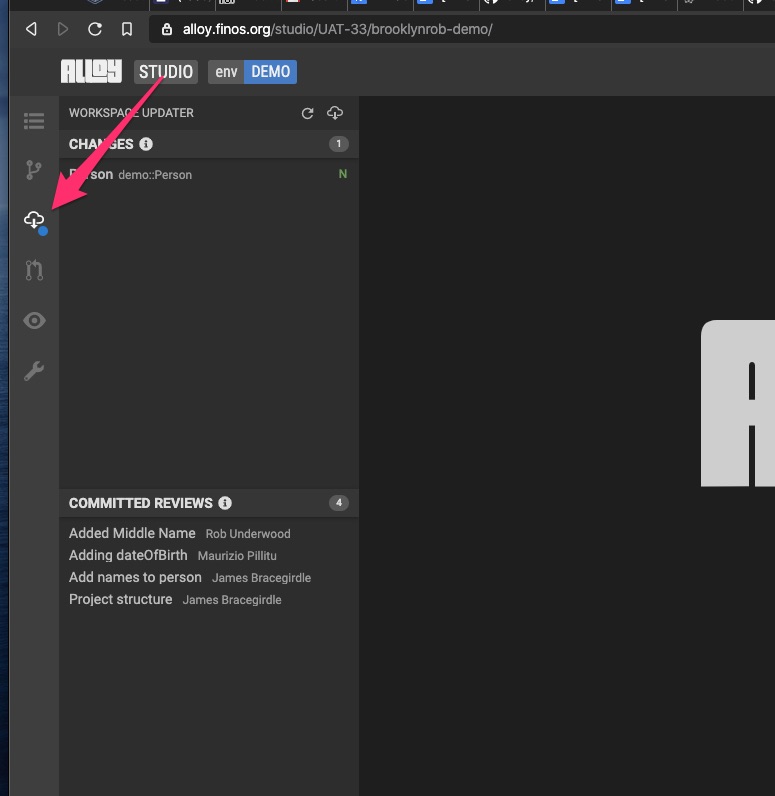 alloy.finos.org/studio/UAT-33/brooklynrob-demo/
ALLOY STUDIO env DEMO
WORKSPACE UPDATER
CHANGES 1
Person demo::Person N
COMMITTED REVIEWS 4
Added Middle Name Rob Underwood
Adding dateOfBirth Maurizio Pillitu
Add names to person James Bracegirdle
Project structure James Bracegirdle
A